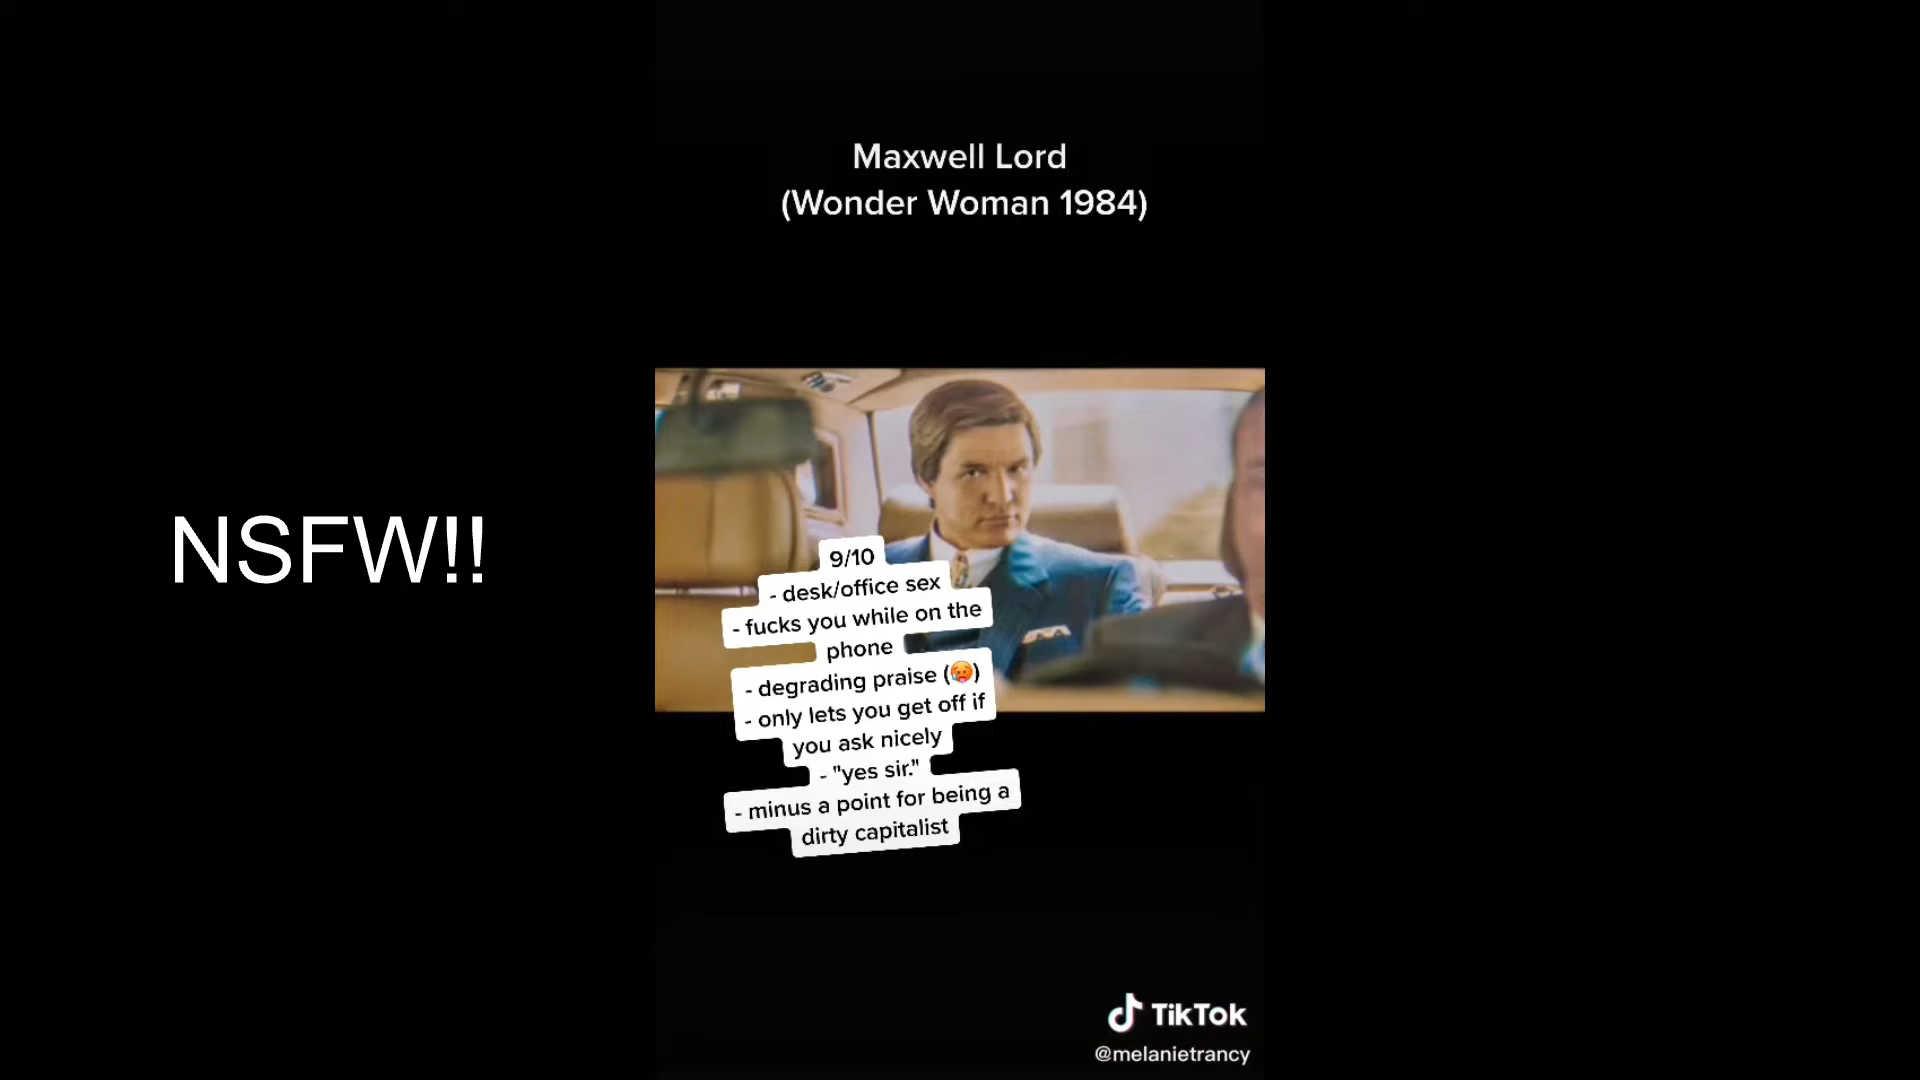 Maxwell Lord
(Wonder Woman 1984)
NSFW!!
9/10
- desk/office sex
- fucks you while on the
phone
- degrading praise (🥵)
- only lets you get off if
you ask nicely
- "yes sir."
- minus a point for being a
dirty capitalist
TikTok
@melanietrancy